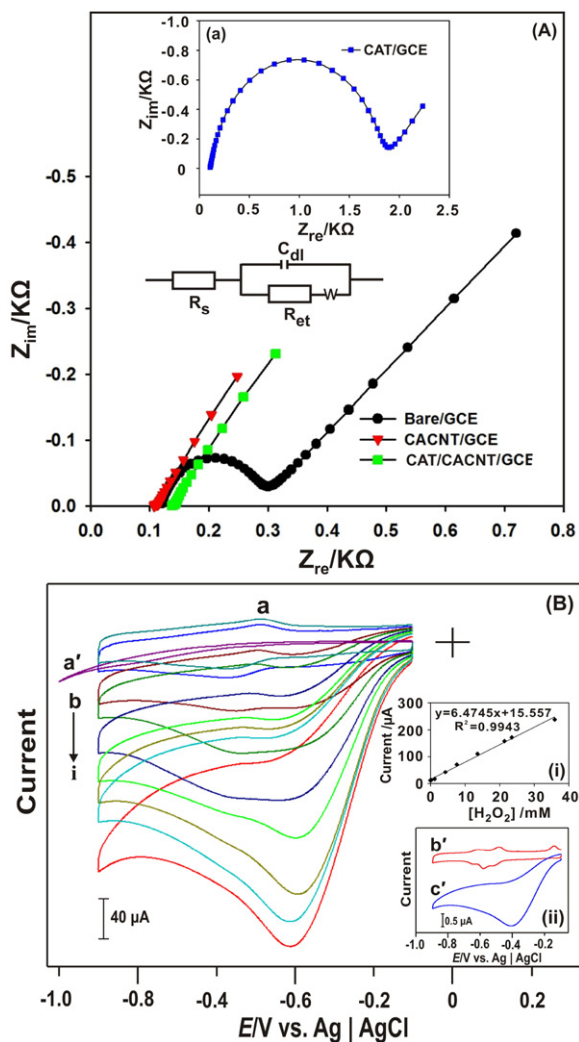 (A)
(a)
CAT/GCE
Zim/KΩ
-1.0
-0.8
-0.6
-0.4
-0.2
0
0 0.5 1.0 1.5 2.0 2.5
Zre/KΩ
Cdl
Rs
Ret
W
Zim/KΩ
-0.5
-0.4
-0.3
-0.2
-0.1
0.0
Bare/GCE
CACNT/GCE
CAT/CACNT/GCE
0.0 0.1 0.2 0.3 0.4 0.5 0.6 0.7 0.8
Zre/KΩ
(B)
a
a′
b
i
Current
40 µA
Current /µA
300
200
100
0
y=6.4745x+15.557
R²=0.9943
(i)
0 10 20 30 40
[H₂O₂] /mM
b′
c′
Current
0.5 µA
(ii)
-0.8 -0.6 -0.4 -0.2
E/V vs. Ag | AgCl
-1.0 -0.8 -0.6 -0.4 -0.2 0 0.2
E/V vs. Ag | AgCl